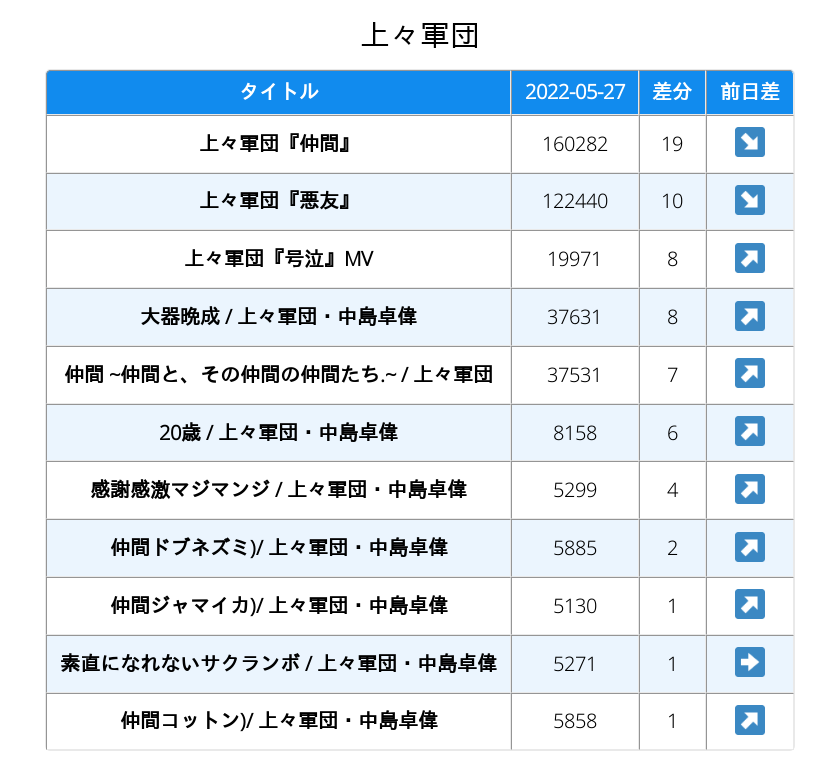 上々軍団
タイトル 2022-05-27 差分 前日差
上々軍団『仲間』 160282 19 ↘
上々軍団『悪友』 122440 10 ↘
上々軍団『号泣』MV 19971 8 ↗
大器晩成 / 上々軍団・中島卓偉 37631 8 ↗
仲間 ~仲間と、その仲間の仲間たち.~ / 上々軍団 37531 7 ↗
20歳 / 上々軍団・中島卓偉 8158 6 ↗
感謝感激マジマンジ / 上々軍団・中島卓偉 5299 4 ↗
仲間ドブネズミ)/ 上々軍団・中島卓偉 5885 2 ↗
仲間ジャマイカ)/ 上々軍団・中島卓偉 5130 1 ↗
素直になれないサクランボ / 上々軍団・中島卓偉 5271 1 ➡
仲間コットン)/ 上々軍団・中島卓偉 5858 1 ↗